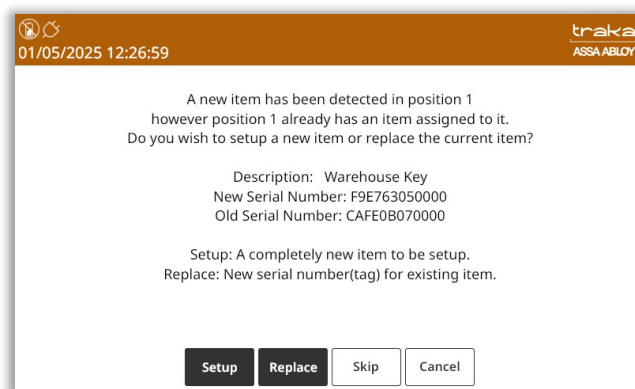 traka
01/05/2025 12:26:59
ASSA ABLOY
A new item has been detected in position 1
however position 1 already has an item assigned to it.
Do you wish to setup a new item or replace the current item?
Description: Warehouse Key
New Serial Number: F9E763050000
Old Serial Number: CAFE0B070000
Setup: A completely new item to be setup.
Replace: New serial number(tag) for existing item.
Setup
Replace
Skip
Cancel